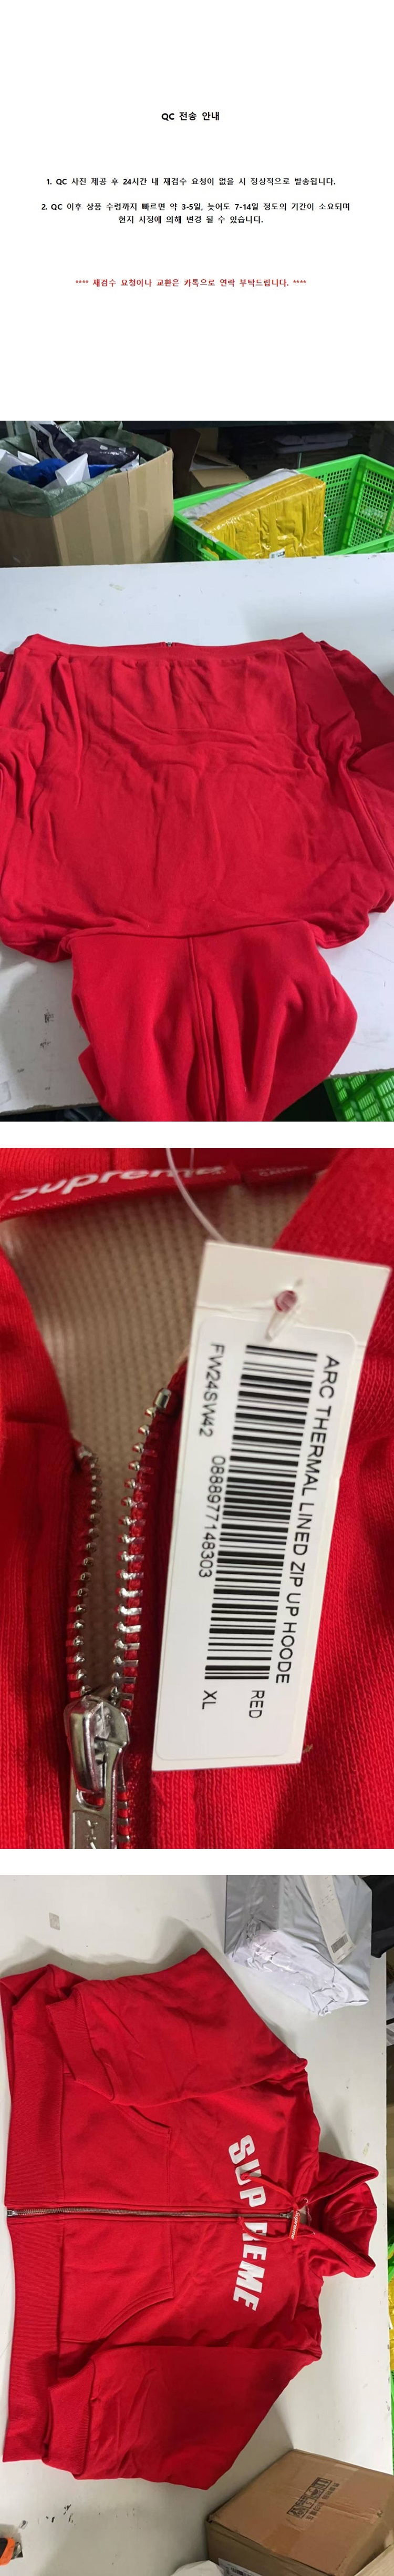 QC 전송 안내
1. QC 사진 제공 후 24시간 내 재검수 요청이 없을 시 정상적으로 발송됩니다.
2. QC 이후 상품 수령까지 빠르면 약 3-5일, 늦어도 7-14일 정도의 기간이 소요되며
현지 사정에 의해 변경 될 수 있습니다.
**** 재검수 요청이나 교환은 카톡으로 연락 부탁드립니다. ****
Supreme
ARC THERMAL LINED ZIP UP HOODE
RED
XL
FW24SW42 0888977148303
SUPREME